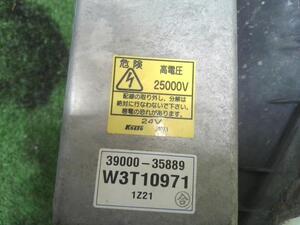 危険
高電圧
25000V
配線の取り外し、分解は
絶対に行なわないで下さい。
感電の恐れがあります。
24V
39000-35889
W3T10971
1Z21
合